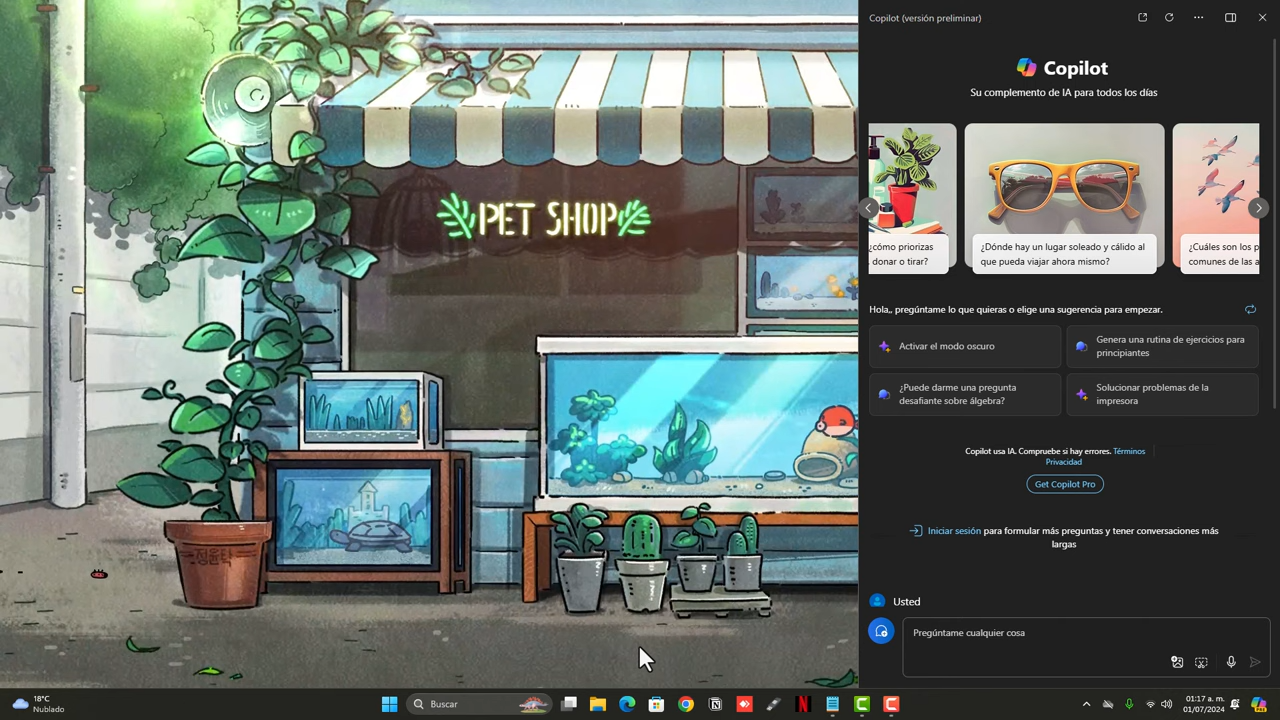 PET SHOP
정윤탁
Copilot (versión preliminar)
Copilot
Su complemento de IA para todos los días
¿cómo priorizas
donar o tirar?
¿Dónde hay un lugar soleado y cálido al
que pueda viajar ahora mismo?
¿Cuáles son los p
comunes de las a
Hola,, pregúntame lo que quieras o elige una sugerencia para empezar.
Activar el modo oscuro
Genera una rutina de ejercicios para
principiantes
¿Puede darme una pregunta
desafiante sobre álgebra?
Solucionar problemas de la
impresora
Copilot usa IA. Compruebe si hay errores. Términos
Privacidad
Get Copilot Pro
Iniciar sesión para formular más preguntas y tener conversaciones más
largas
Usted
Pregúntame cualquier cosa
18°C
Nublado
Buscar
01:17 a. m.
01/07/2024